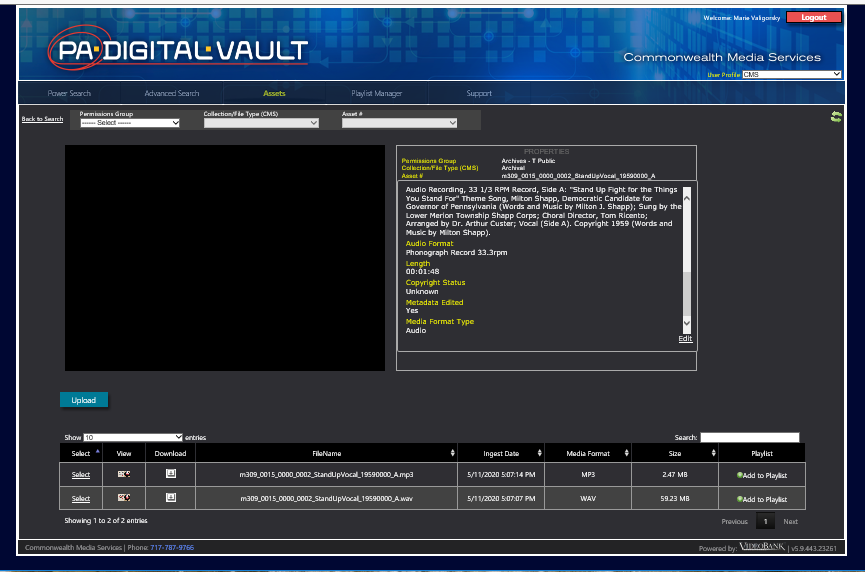 Welcome: Marie Valigorsky Logout
PA DIGITAL VAULT
Commonwealth Media Services
User Profile CMS
Power Search Advanced Search Assets Playlist Manager Support
Back to Search
Permissions Group Collection/File Type (CMS) Asset #
------ Select ------
PROPERTIES
Permissions Group Archives - T Public
Collection/File Type (CMS) Archival
Asset # m309_0015_0000_0002_StandUpVocal_19590000_A
Audio Recording, 33 1/3 RPM Record, Side A: "Stand Up Fight for the Things
You Stand For" Theme Song, Milton Shapp, Democratic Candidate for
Governor of Pennsylvania (Words and Music by Milton J. Shapp); Sung by the
Lower Merion Township Shapp Corps; Choral Director, Tom Ricento;
Arranged by Dr. Arthur Custer; Vocal (Side A). Copyright 1959 (Words and
Music by Milton Shapp).
Audio Format
Phonograph Record 33.3rpm
Length
00:01:48
Copyright Status
Unknown
Metadata Edited
Yes
Media Format Type
Audio
Edit
Upload
Show 10 entries Search:
Select View Download FileName Ingest Date Media Format Size Playlist
Select m309_0015_0000_0002_StandUpVocal_19590000_A.mp3 5/11/2020 5:07:14 PM MP3 2.47 MB Add to Playlist
Select m309_0015_0000_0002_StandUpVocal_19590000_A.wav 5/11/2020 5:07:07 PM WAV 59.23 MB Add to Playlist
Showing 1 to 2 of 2 entries Previous 1 Next
Commonwealth Media Services | Phone: 717-787-9766 Powered by: VIDEOBANK | v5.9.443.23261